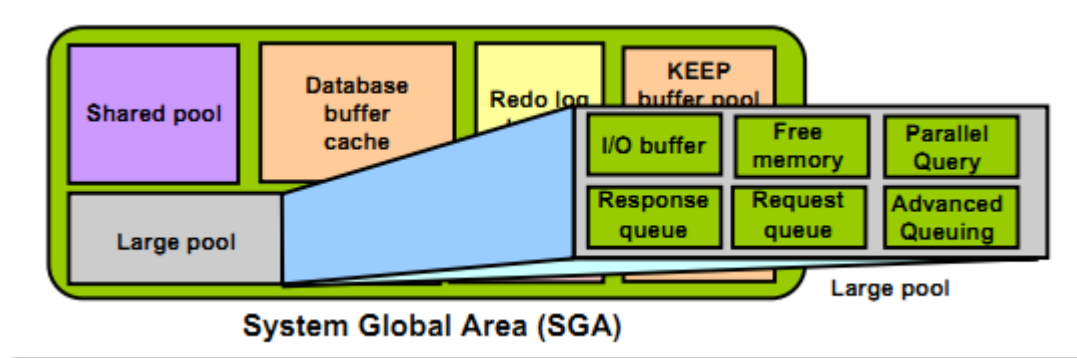 Shared pool
Database
buffer
cache
Redo log
KEEP
buffer pool
I/O buffer
Free
memory
Parallel
Query
Response
queue
Request
queue
Advanced
Queuing
Large pool
Large pool
System Global Area (SGA)